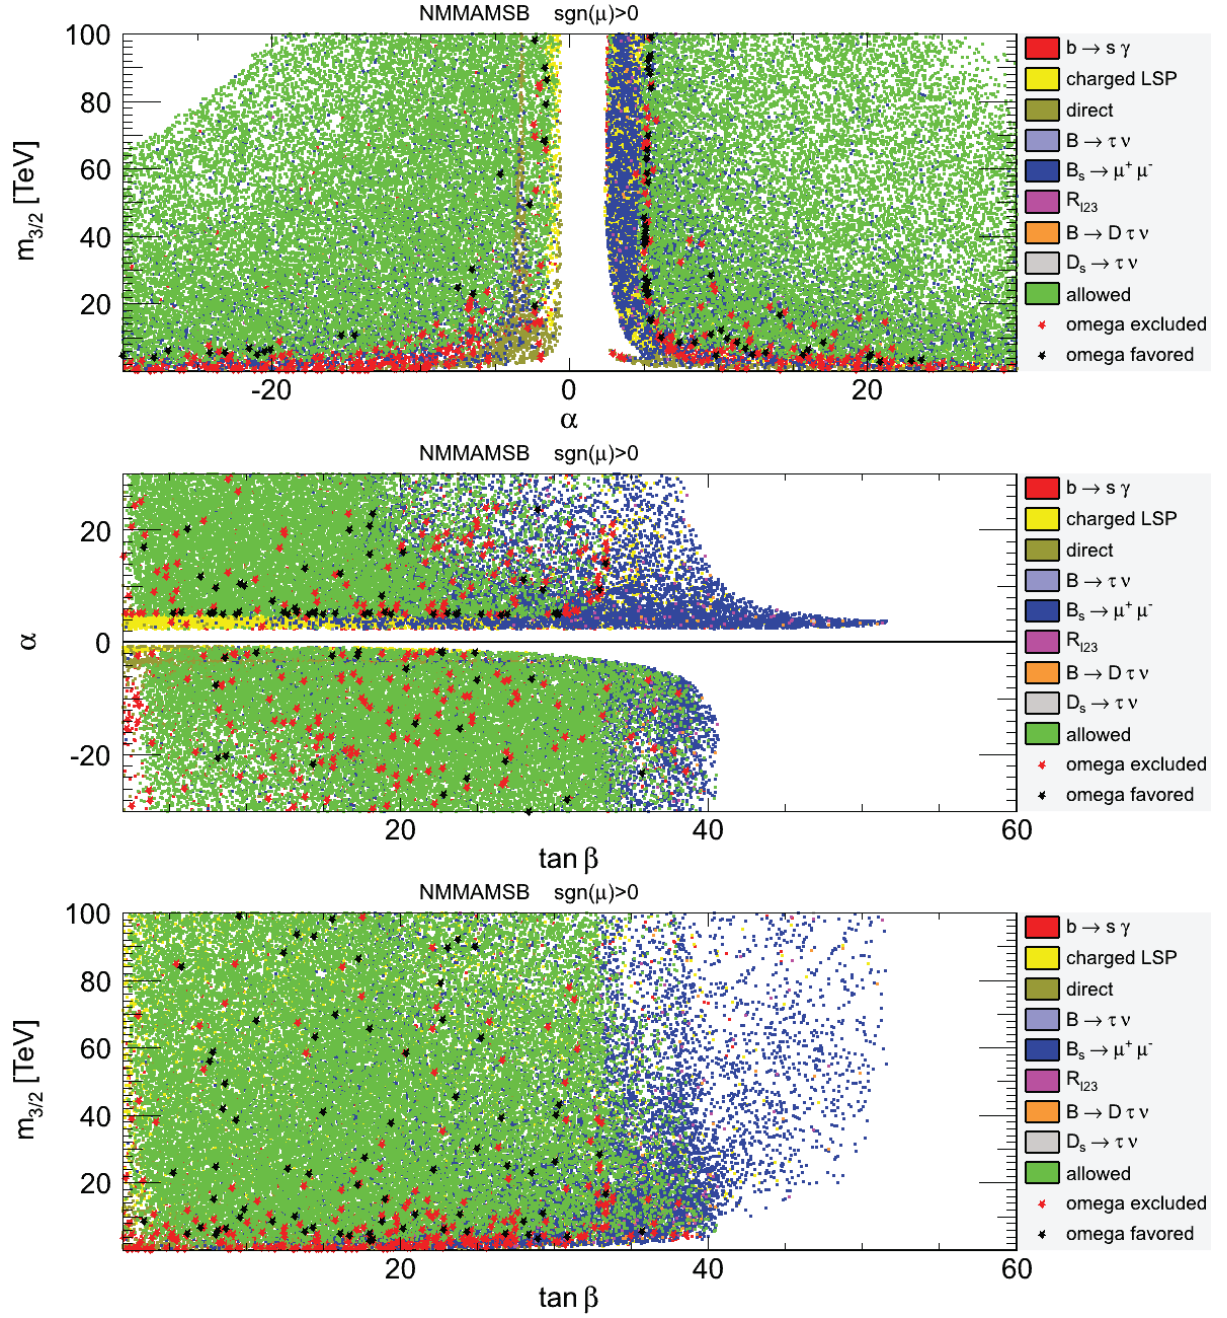 NMMAMSB sgn(μ)>0
100
80
60
40
20
m3/2 [TeV]
-20 0 20
α
b → s γ
charged LSP
direct
B → τ ν
Bs → μ+ μ-
Rl23
B → D τ ν
Ds → τ ν
allowed
omega excluded
omega favored
NMMAMSB sgn(μ)>0
20
0
-20
α
20 40 60
tan β
b → s γ
charged LSP
direct
B → τ ν
Bs → μ+ μ-
Rl23
B → D τ ν
Ds → τ ν
allowed
omega excluded
omega favored
NMMAMSB sgn(μ)>0
100
80
60
40
20
m3/2 [TeV]
20 40 60
tan β
b → s γ
charged LSP
direct
B → τ ν
Bs → μ+ μ-
Rl23
B → D τ ν
Ds → τ ν
allowed
omega excluded
omega favored